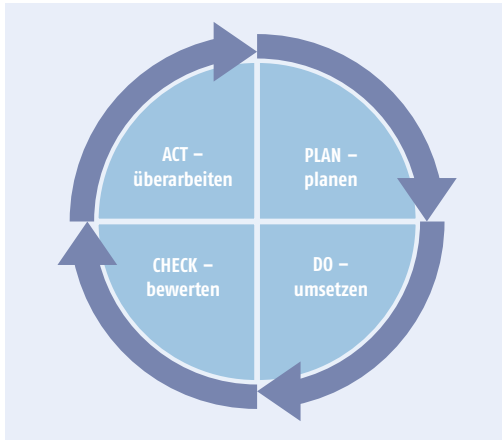 ACT –
überarbeiten
PLAN –
planen
CHECK –
bewerten
DO –
umsetzen